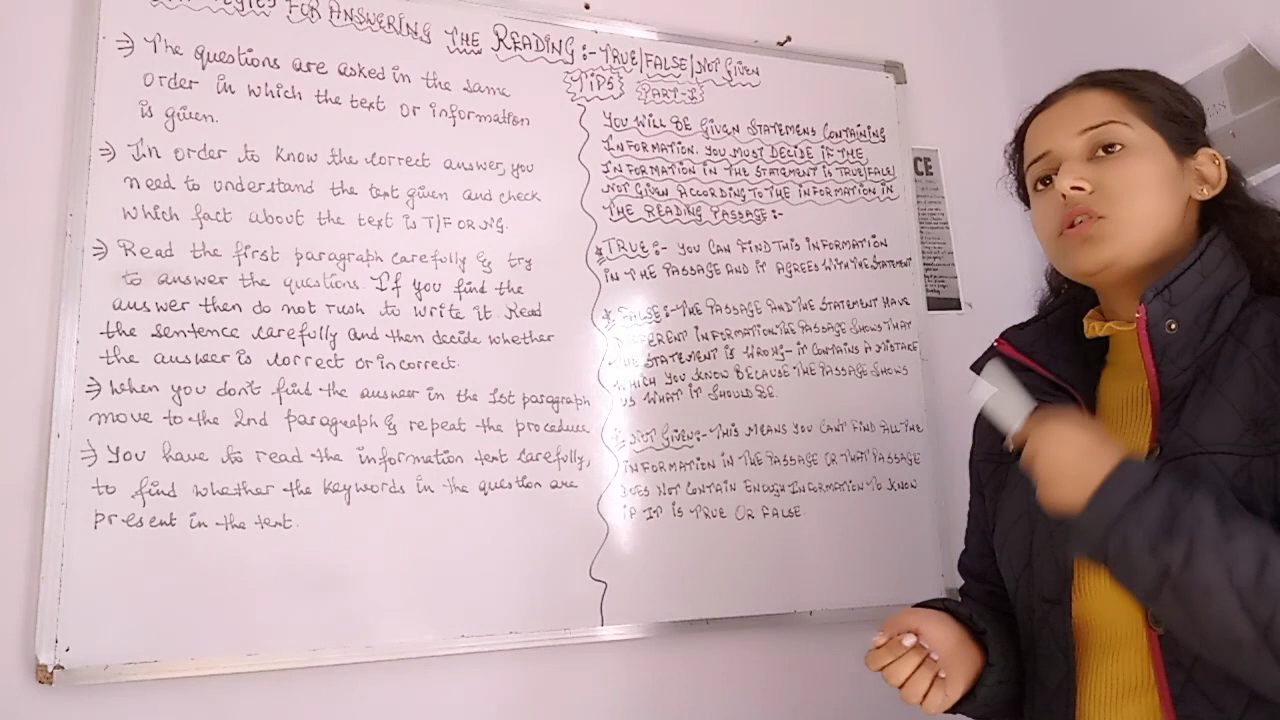 FOR ANSWERING THE READING:- TRUE/FALSE/NOT GIVEN
TIPS
PART-I
⇒ The questions are asked in the same
order in which the text or information
is given.
⇒ In order to know the correct answer, you
need to understand the text given and check
which fact about the text is T/F OR NG.
⇒ Read the first paragraph carefully & try
to answer the questions. If you find the
answer then do not rush to write it. Read
the sentence carefully and then decide whether
the answer is correct or incorrect.
⇒ When you don't find the answer in the 1st paragraph
move to the 2nd paragraph & repeat the procedure
⇒ You have to read the information text carefully,
to find whether the keywords in the question are
present in the text.
YOU WILL BE GIVEN STATEMENS CONTAINING
INFORMATION. YOU MUST DECIDE IF THE
INFORMATION IN THE STATEMENT IS TRUE/FALE/
NOT GIVEN ACCORDING TO THE INFORMATION IN
THE READING PASSAGE:-
* TRUE:- YOU CAN FIND THIS INFORMATION
IN THE PASSAGE AND IT AGREES WITH THE STATEMENT
* FALSE:- THE PASSAGE AND THE STATEMENT HAVE
DIFFERENT INFORMATION. THE PASSAGE SHOWS THAT
THE STATEMENT IS WRONG- IT CONTAINS A MISTAKE
WHICH YOU KNOW BECAUSE THE PASSAGE SHOWS
US WHAT IT SHOULD BE.
* NOT GIVEN:- THIS MEANS YOU CAN'T FIND ALL THE
INFORMATION IN THE PASSAGE OR THAT PASSAGE
DOES NOT CONTAIN ENOUGH INFORMATION TO KNOW
IF IT IS TRUE OR FALSE.
CE